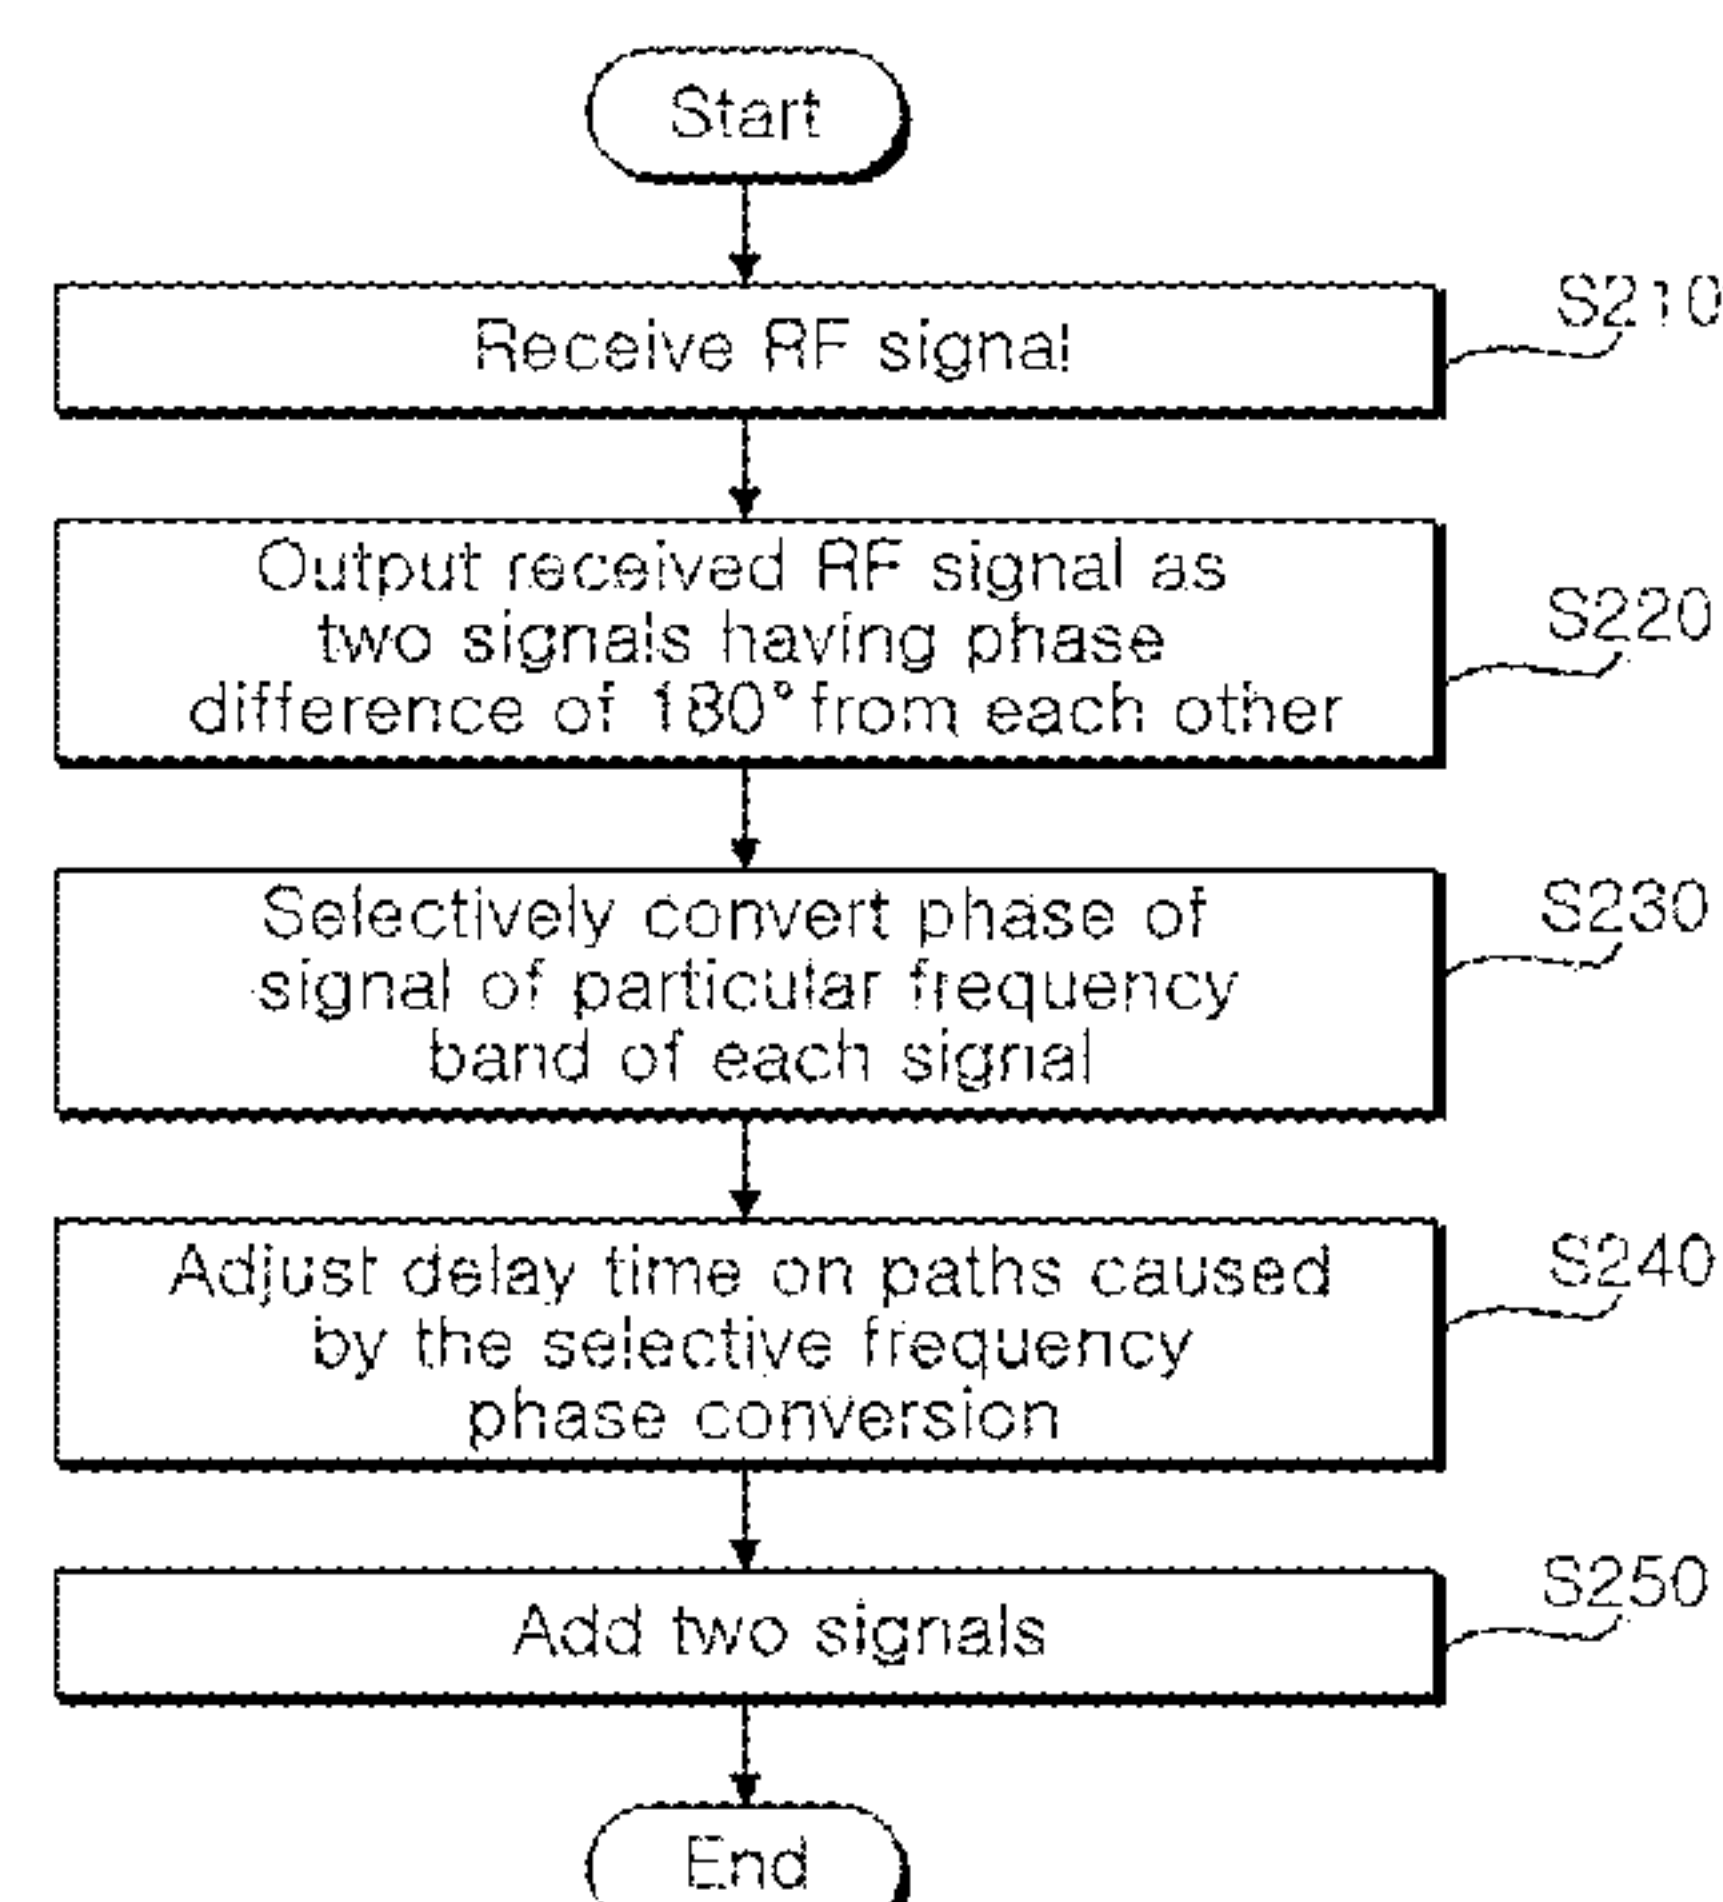 Start
S210
Receive RF signal
Output received RF signal as
two signals having phase
difference of 180° from each other
S220
Selectively convert phase of
signal of particular frequency
band of each signal
S230
Adjust delay time on paths caused
by the selective frequency
phase conversion
S240
Add two signals
S250
End